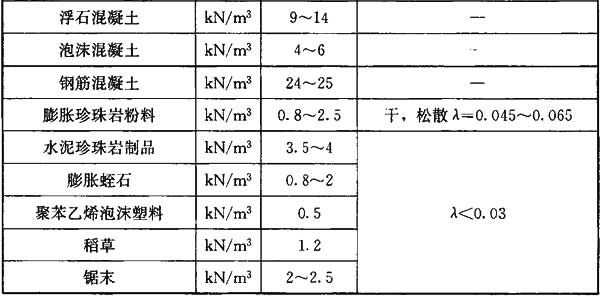 浮石混凝土 kN/m³ 9～14 —
泡沫混凝土 kN/m³ 4～6 -
钢筋混凝土 kN/m³ 24～25 —
膨胀珍珠岩粉料 kN/m³ 0.8～2.5 干，松散 λ=0.045～0.065
水泥珍珠岩制品 kN/m³ 3.5～4
膨胀蛭石 kN/m³ 0.8～2
聚苯乙烯泡沫塑料 kN/m³ 0.5 λ<0.03
稻草 kN/m³ 1.2
锯末 kN/m³ 2～2.5